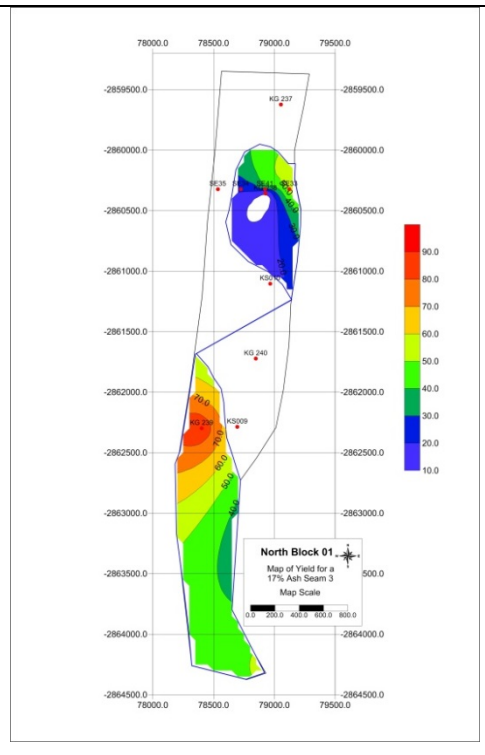 78000.0 78500.0 79000.0 79500.0
-2859500.0 -2859500.0
KG 237
-2860000.0 -2860000.0
SE35
SE41
40.0
-2860500.0 -2860500.0
30.0
20.0
-2861000.0 -2861000.0
-2861500.0 -2861500.0
KG 240
-2862000.0 -2862000.0
70.0
KG 239 KS009
70.0
-2862500.0 -2862500.0
60.0
50.0
40.0
-2863000.0 -2863000.0
-2863500.0
-2864000.0 -2864000.0
-2864500.0 -2864500.0
78000.0 78500.0 79000.0 79500.0
90.0
80.0
70.0
60.0
50.0
40.0
30.0
20.0
10.0
North Block 01
Map of Yield for a
17% Ash Seam 3
Map Scale
0.0 200.0 400.0 600.0 800.0